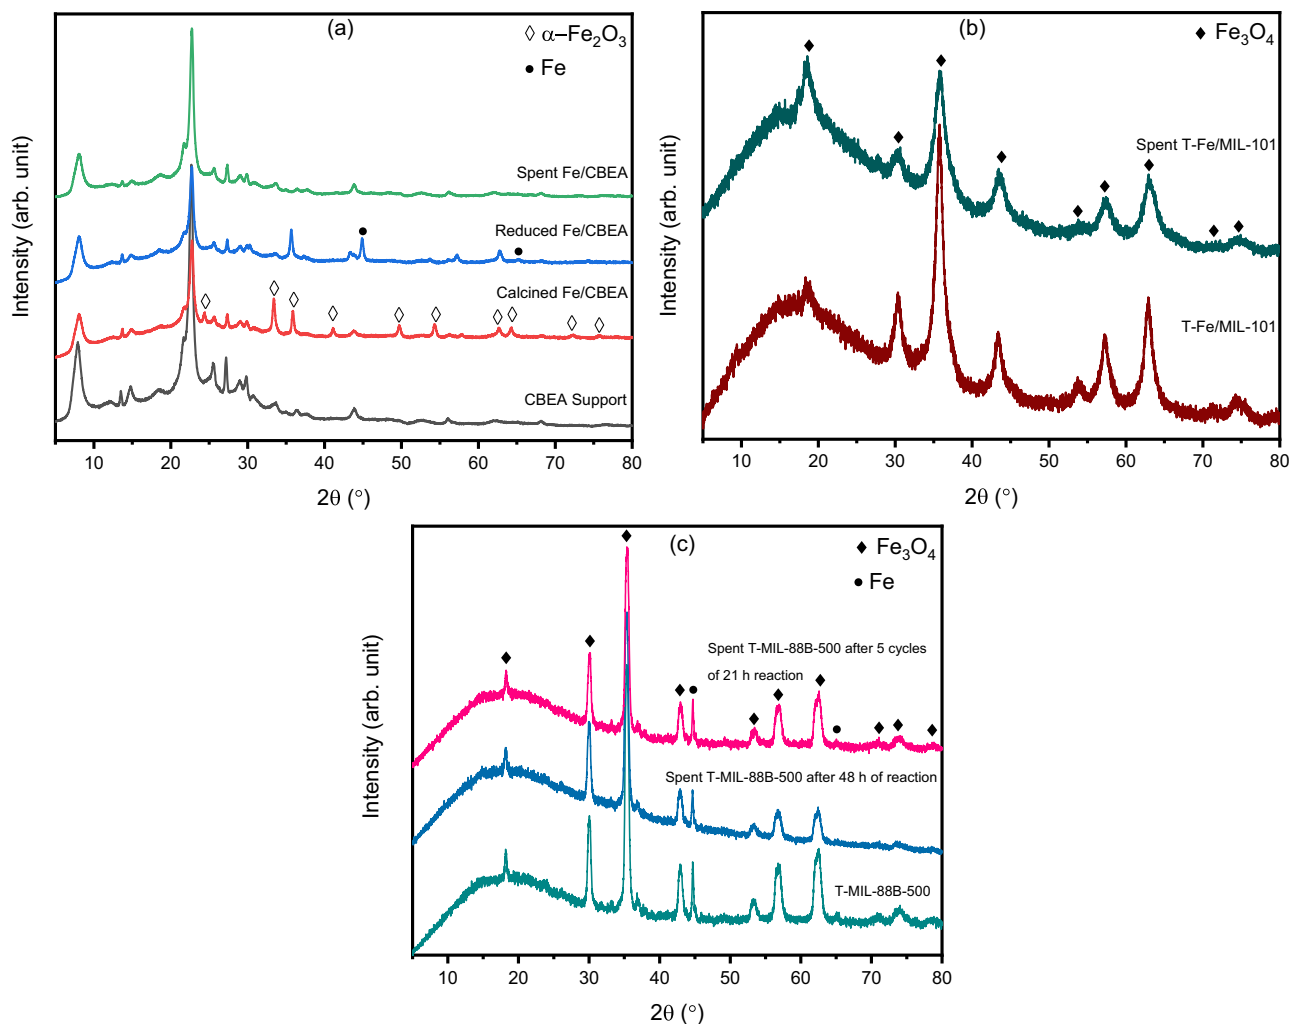 (a)
◊ α–Fe₂O₃
● Fe
Spent Fe/CBEA
Reduced Fe/CBEA
Calcined Fe/CBEA
CBEA Support
Intensity (arb. unit)
10 20 30 40 50 60 70 80
2θ (°)
(b)
◆ Fe₃O₄
Spent T-Fe/MIL-101
T-Fe/MIL-101
Intensity (arb. unit)
10 20 30 40 50 60 70 80
2θ (°)
(c)
◆ Fe₃O₄
● Fe
Spent T-MIL-88B-500 after 5 cycles
of 21 h reaction
Spent T-MIL-88B-500 after 48 h of reaction
T-MIL-88B-500
Intensity (arb. unit)
10 20 30 40 50 60 70 80
2θ (°)